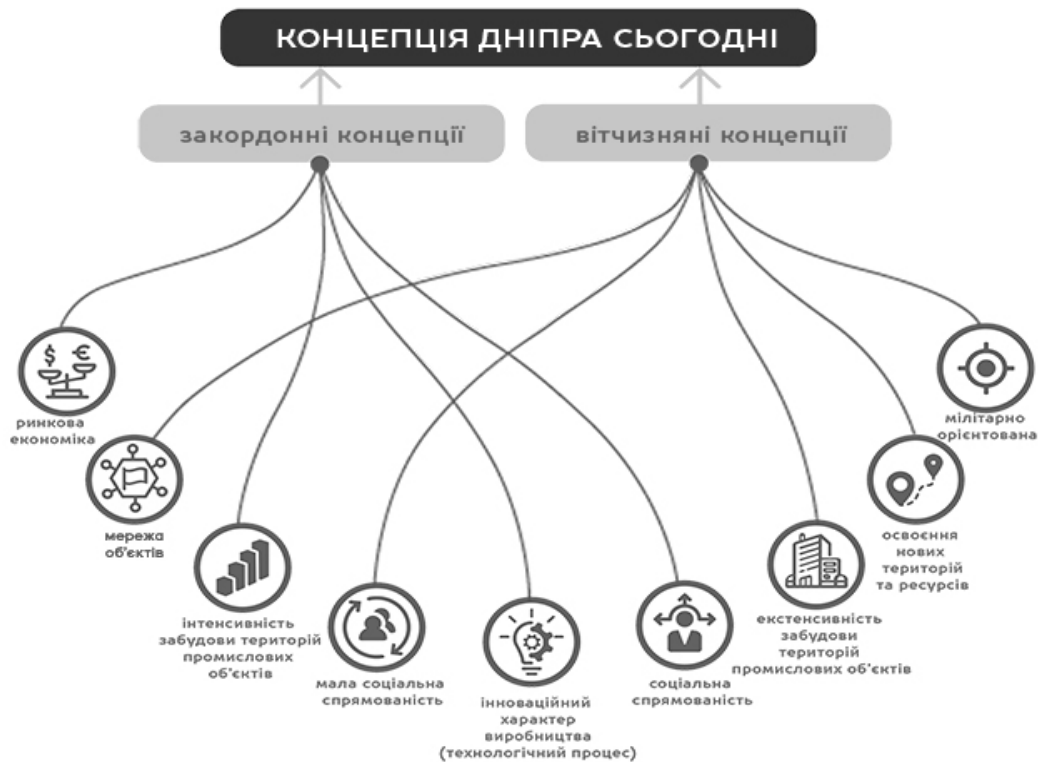 КОНЦЕПЦІЯ ДНІПРА СЬОГОДНІ
закордонні концепції
вітчизняні концепції
$ €
ринкова
економіка
мережа
об'єктів
інтенсивність
забудови територій
промислових
об'єктів
мала соціальна
спрямованість
інноваційний
характер
виробництва
(технологічний процес)
соціальна
спрямованість
екстенсивність
забудови
територій
промислових об'єктів
освоєння
нових
територій
та ресурсів
мілітарно
орієнтована